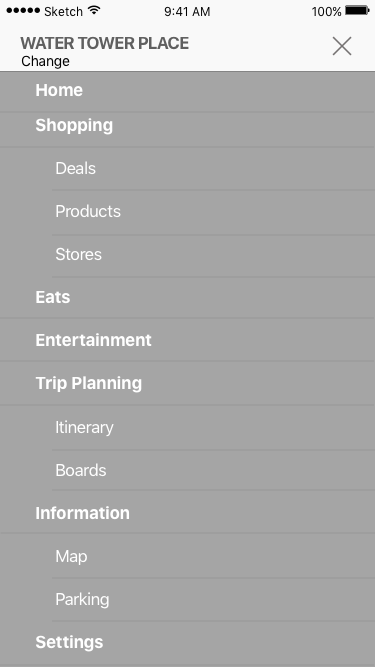 Sketch 9:41 AM 100%
WATER TOWER PLACE
Change
Home
Shopping
Deals
Products
Stores
Eats
Entertainment
Trip Planning
Itinerary
Boards
Information
Map
Parking
Settings